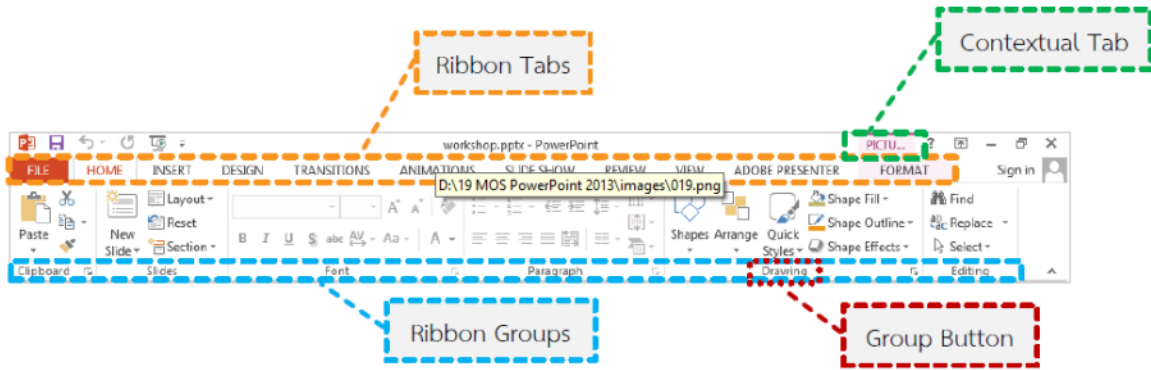 Ribbon Tabs
Contextual Tab
workshop.pptx - PowerPoint
PICTU... ?
FILE HOME INSERT DESIGN TRANSITIONS ANIMATIONS SLIDE SHOW REVIEW VIEW ADOBE PRESENTER FORMAT Sign in
D:\19 MOS PowerPoint 2013\images\019.png
Paste
New
Slide
Layout
Reset
Section
B I U S abc AV Aa A
A A
Shapes Arrange Quick
Styles
Shape Fill
Shape Outline
Shape Effects
Find
Replace
Select
Clipboard Slides Font Paragraph Drawing Editing
Ribbon Groups
Group Button